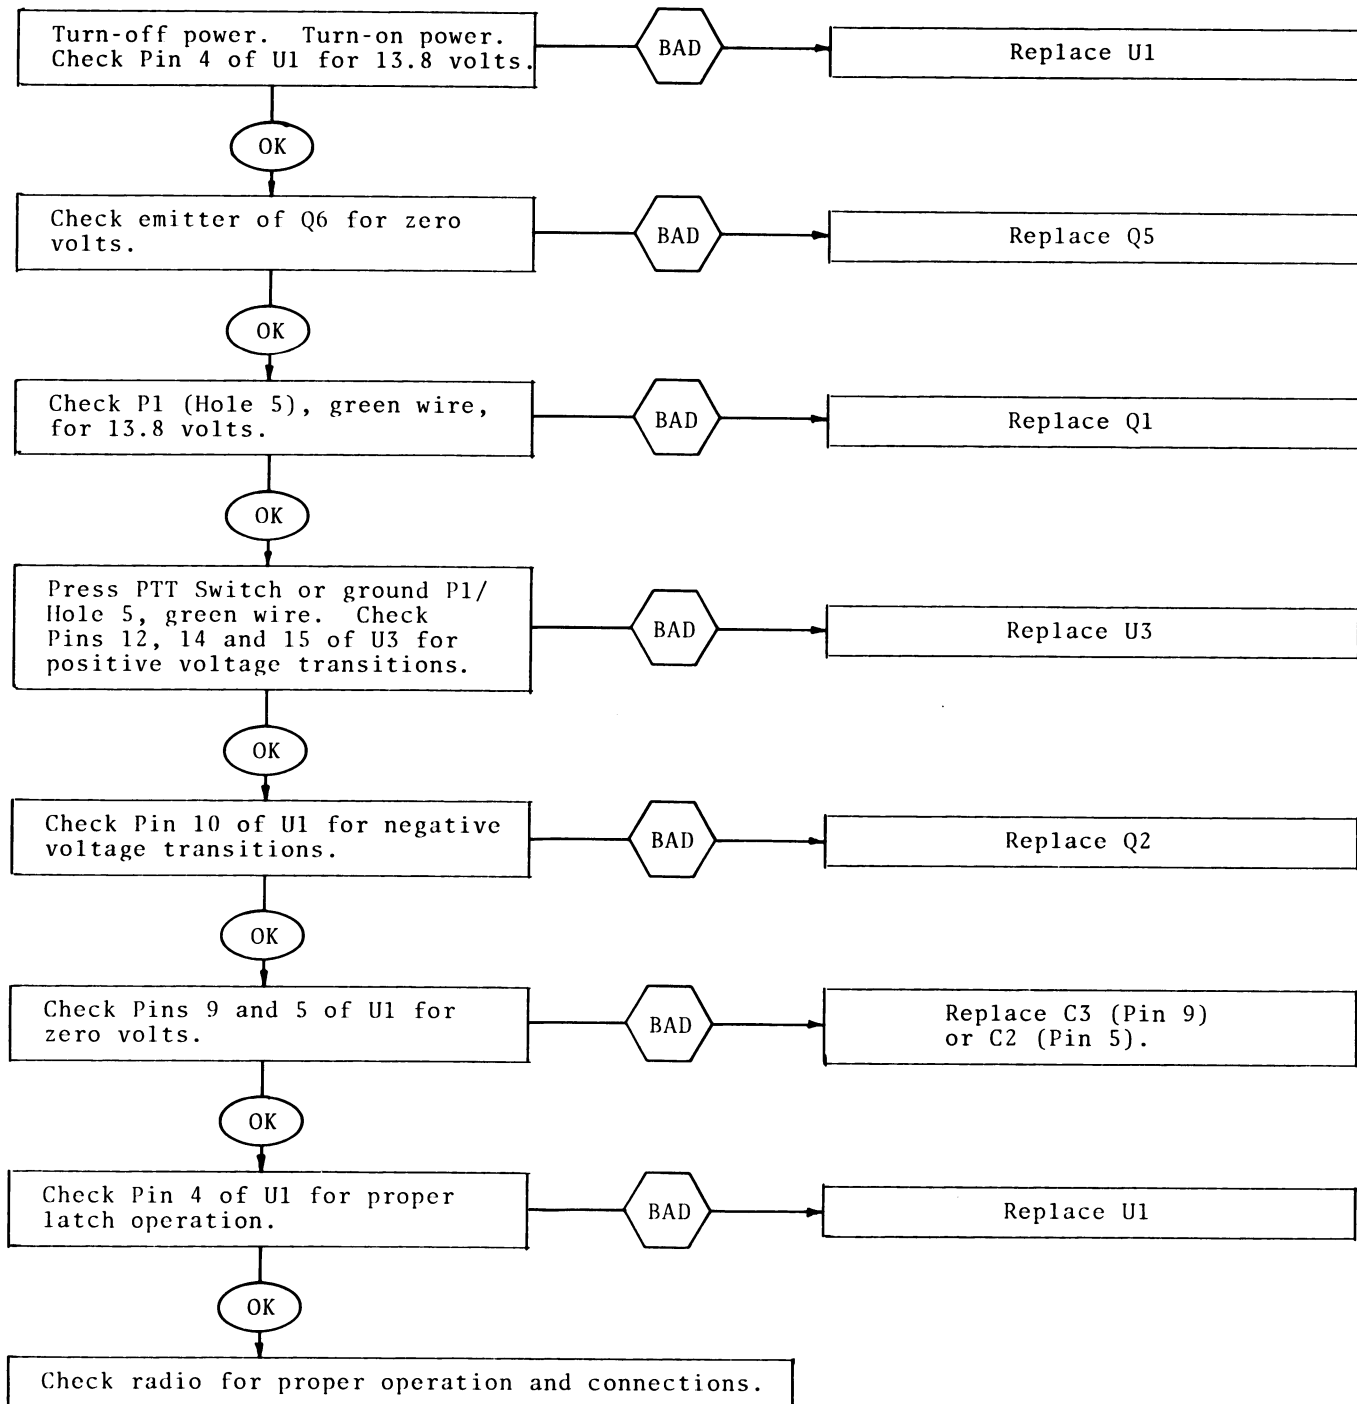 Turn-off power. Turn-on power.
Check Pin 4 of U1 for 13.8 volts.
BAD
Replace U1
OK
Check emitter of Q6 for zero
volts.
BAD
Replace Q5
OK
Check P1 (Hole 5), green wire,
for 13.8 volts.
BAD
Replace Q1
OK
Press PTT Switch or ground P1/
Hole 5, green wire. Check
Pins 12, 14 and 15 of U3 for
positive voltage transitions.
BAD
Replace U3
OK
Check Pin 10 of U1 for negative
voltage transitions.
BAD
Replace Q2
OK
Check Pins 9 and 5 of U1 for
zero volts.
BAD
Replace C3 (Pin 9)
or C2 (Pin 5).
OK
Check Pin 4 of U1 for proper
latch operation.
BAD
Replace U1
OK
Check radio for proper operation and connections.